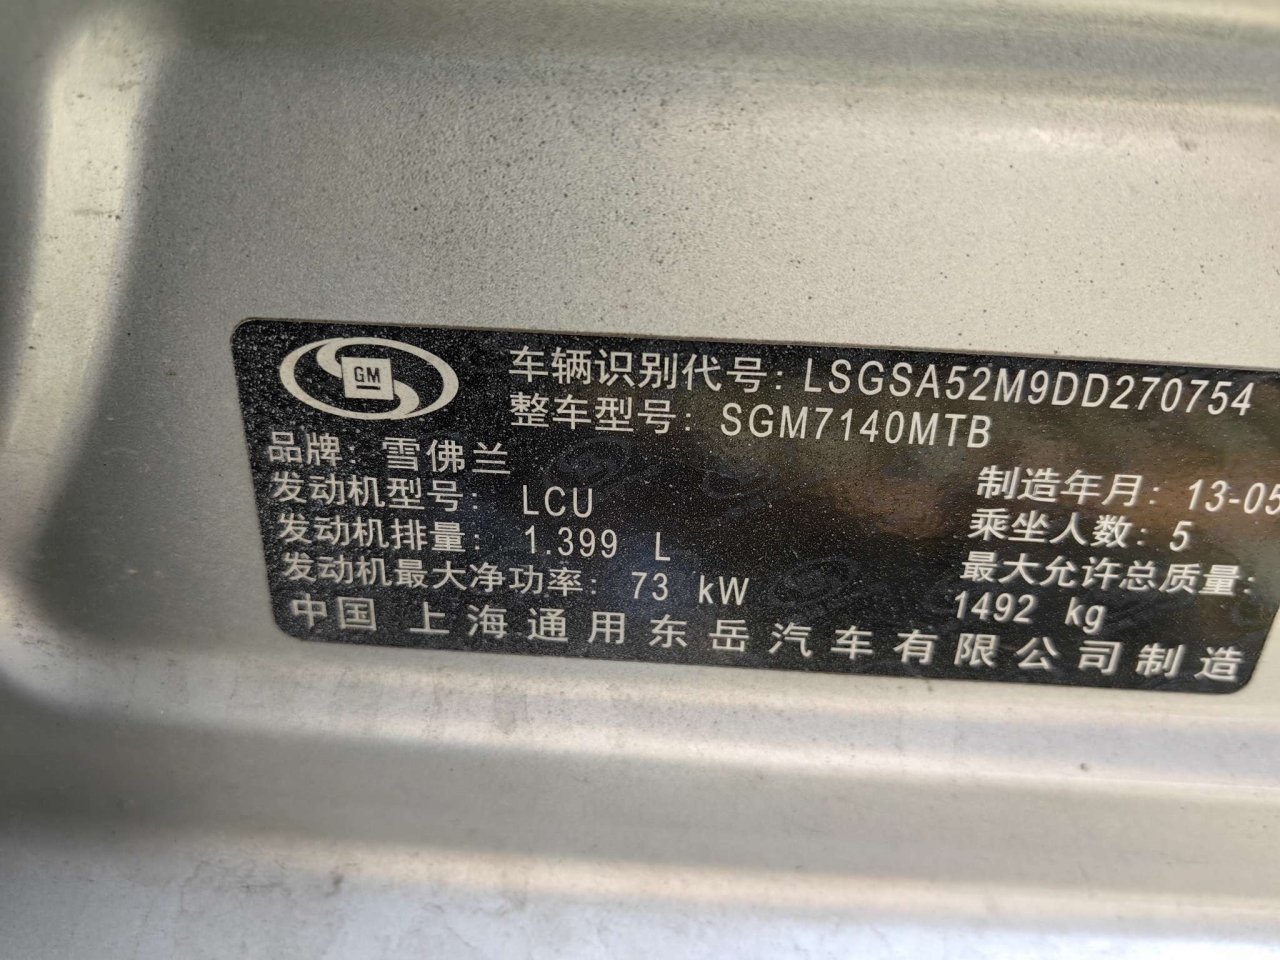 GM
车辆识别代号: LSGSA52M9DD270754
整车型号: SGM7140MTB
品牌: 雪佛兰
制造年月: 13-05
发动机型号: LCU
乘坐人数: 5
发动机排量: 1.399 L
最大允许总质量:
1492 kg
发动机最大净功率: 73 kW
中国 上海通用东岳汽车有限公司制造